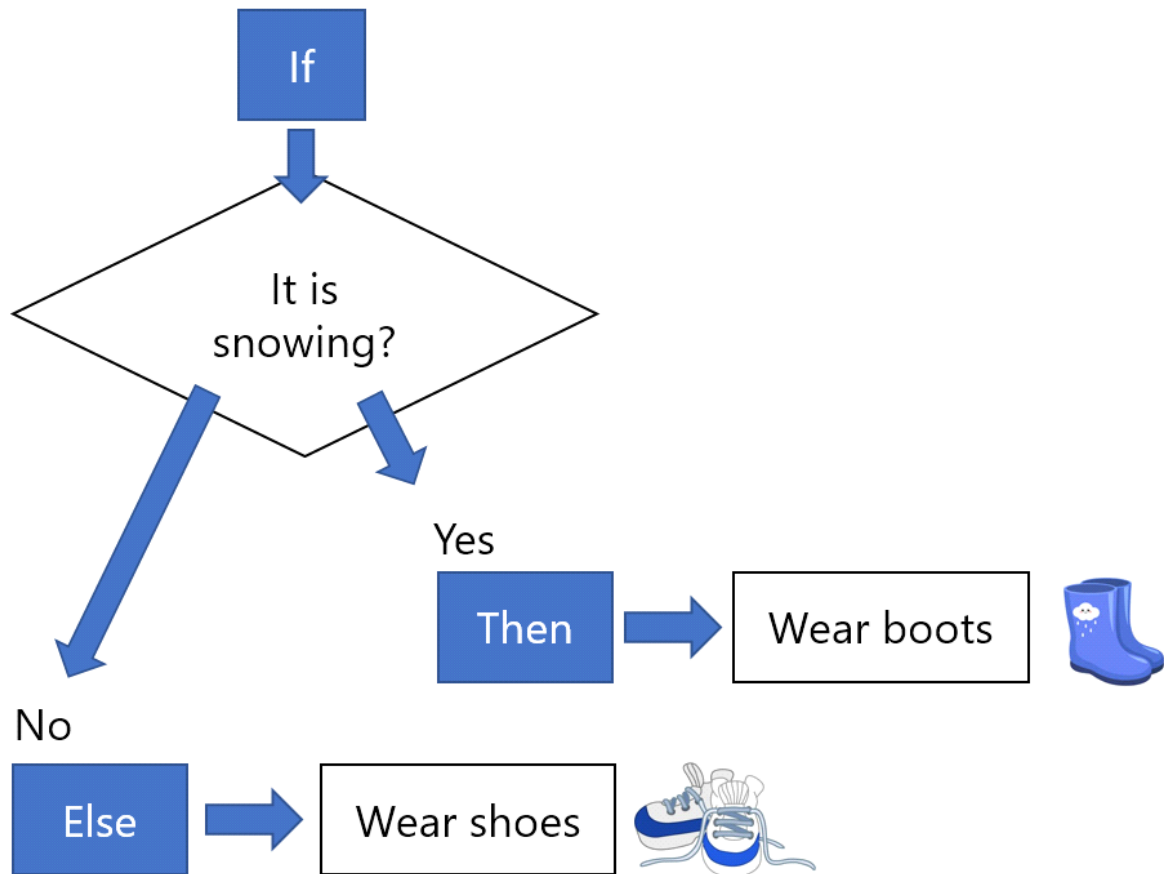 If
It is
snowing?
Yes
Then
Wear boots
No
Else
Wear shoes